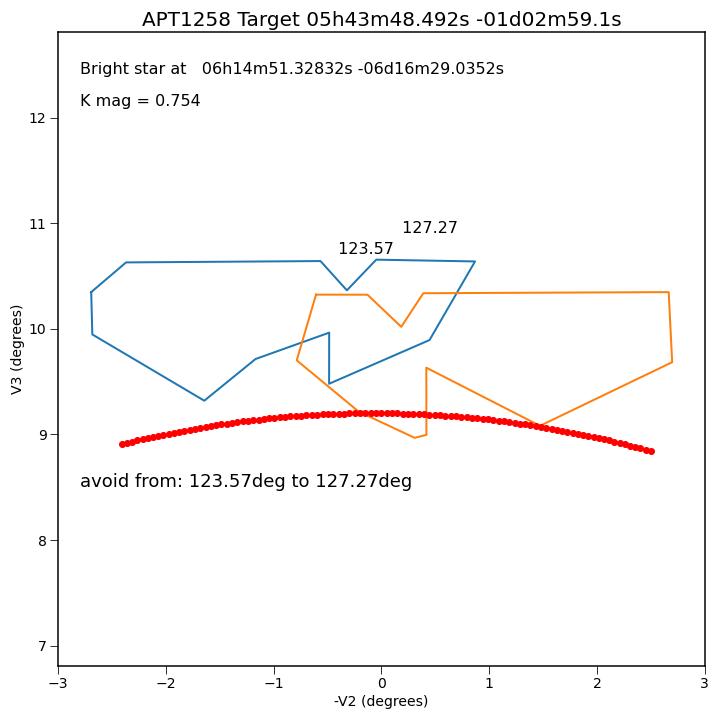 APT1258 Target 05h43m48.492s -01d02m59.1s
Bright star at 06h14m51.32832s -06d16m29.0352s
K mag = 0.754
12
11
127.27
123.57
10
9
avoid from: 123.57deg to 127.27deg
8
7
V3 (degrees)
−3 −2 −1 0 1 2 3
-V2 (degrees)